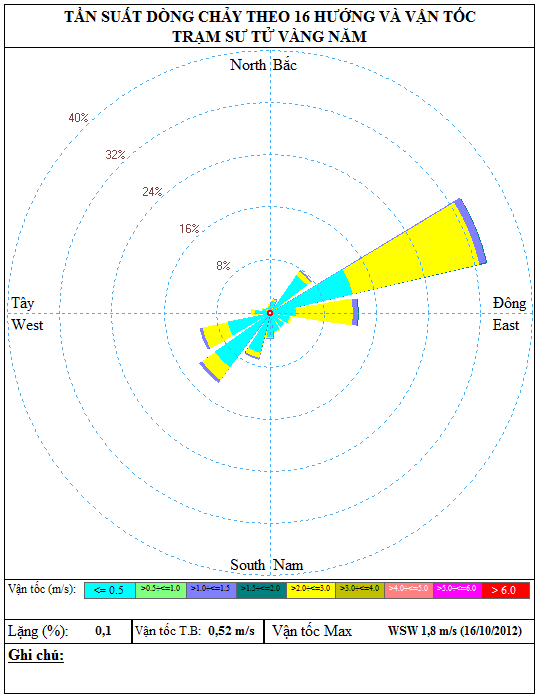 TẦN SUẤT DÒNG CHẢY THEO 16 HƯỚNG VÀ VẬN TỐC
TRẠM SƯ TỬ VÀNG NĂM
North Bắc
40%
32%
24%
16%
8%
Tây
West
Đông
East
South Nam
Vận tốc (m/s): <= 0.5 >0.5÷<=1.0 >1.0÷<=1.5 >1.5÷<=2.0 >2.0÷<=3.0 >3.0÷<=4.0 >4.0÷<=5.0 >5.0÷<=6.0 > 6.0
Lặng (%): 0,1 Vận tốc T.B: 0,52 m/s Vận tốc Max WSW 1,8 m/s (16/10/2012)
Ghi chú: